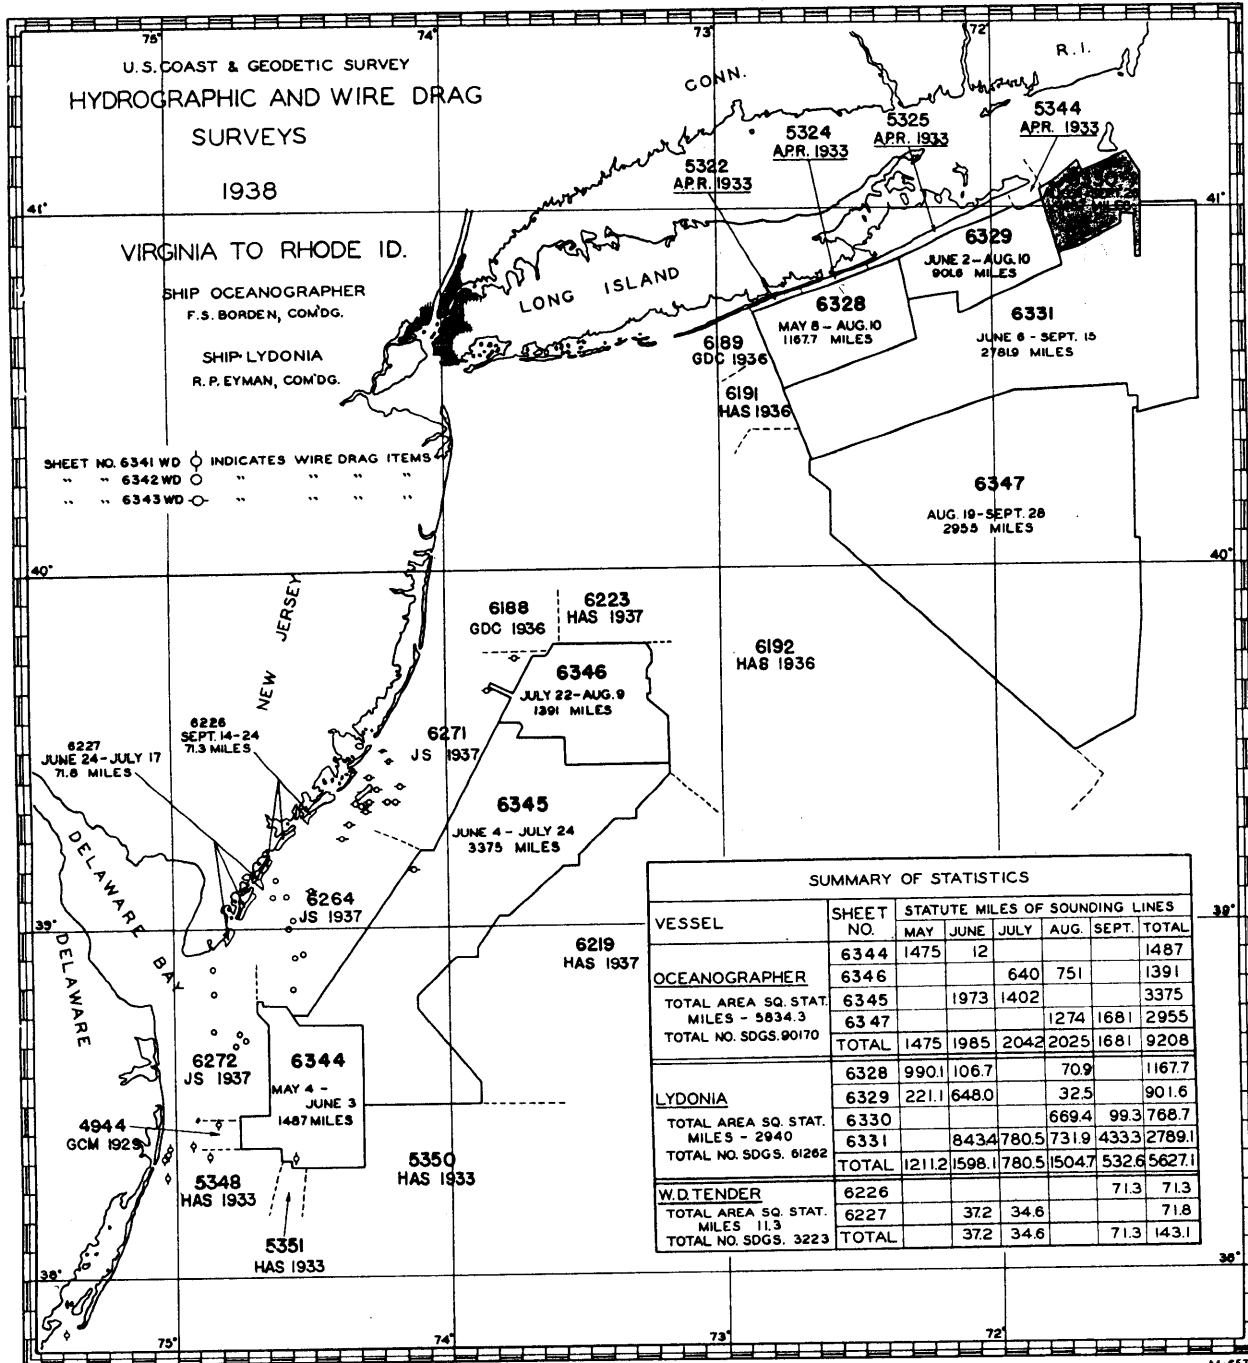 75°
74°
73°
72°
U.S. COAST & GEODETIC SURVEY
HYDROGRAPHIC AND WIRE DRAG
SURVEYS
1938
VIRGINIA TO RHODE ID.
SHIP OCEANOGRAPHER
F.S. BORDEN, COM'DG.
SHIP LYDONIA
R.P. EYMAN, COM'DG.
SHEET NO. 6341 WD INDICATES WIRE DRAG ITEMS
" " 6342 WD " " " "
" " 6343 WD " " " "
CONN.
R.I.
5322
APR. 1933
5324
APR. 1933
5325
APR. 1933
5344
APR. 1933
41°
41°
LONG ISLAND
6329
JUNE 2-AUG. 10
901.6 MILES
6328
MAY 8 - AUG. 10
1167.7 MILES
6331
JUNE 6 - SEPT. 15
2781.9 MILES
6189
GDC 1936
6191
HAS 1936
6347
AUG. 19-SEPT. 28
2955 MILES
40°
40°
NEW JERSEY
6188
GDC 1936
6223
HAS 1937
6192
HAS 1936
6346
JULY 22-AUG. 9
1391 MILES
6271
JS 1937
6226
SEPT. 14-24
71.3 MILES
6227
JUNE 24-JULY 17
71.8 MILES
6345
JUNE 4 - JULY 24
3375 MILES
DELAWARE BAY
DELAWARE
6264
JS 1937
39°
39°
6219
HAS 1937
6272
JS 1937
6344
MAY 4 -
JUNE 3
1487 MILES
4944
GCM 1929
5348
HAS 1933
5350
HAS 1933
5351
HAS 1933
38°
38°
75°
74°
73°
72°
SUMMARY OF STATISTICS
VESSEL SHEET NO. STATUTE MILES OF SOUNDING LINES
MAY JUNE JULY AUG. SEPT. TOTAL
OCEANOGRAPHER
TOTAL AREA SQ. STAT.
MILES - 5834.3
TOTAL NO. SDGS. 90170
6344 1475 12 1487
6346 640 751 1391
6345 1973 1402 3375
6347 1274 1681 2955
TOTAL 1475 1985 2042 2025 1681 9208
LYDONIA
TOTAL AREA SQ. STAT.
MILES - 2940
TOTAL NO. SDGS. 61262
6328 990.1 106.7 70.9 1167.7
6329 221.1 648.0 32.5 901.6
6330 669.4 99.3 768.7
6331 843.4 780.5 731.9 433.3 2789.1
TOTAL 1211.2 1598.1 780.5 1504.7 532.6 5627.1
W.D. TENDER
TOTAL AREA SQ. STAT.
MILES 11.3
TOTAL NO. SDGS. 3223
6226 71.3 71.3
6227 37.2 34.6 71.8
TOTAL 37.2 34.6 71.3 143.1